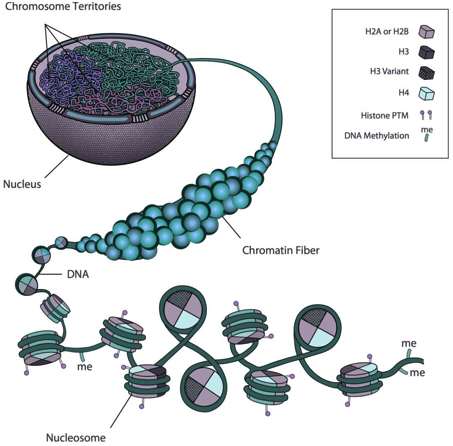 Chromosome Territories
H2A or H2B
H3
H3 Variant
H4
Histone PTM
me
DNA Methylation
Nucleus
Chromatin Fiber
DNA
me
me
me
Nucleosome